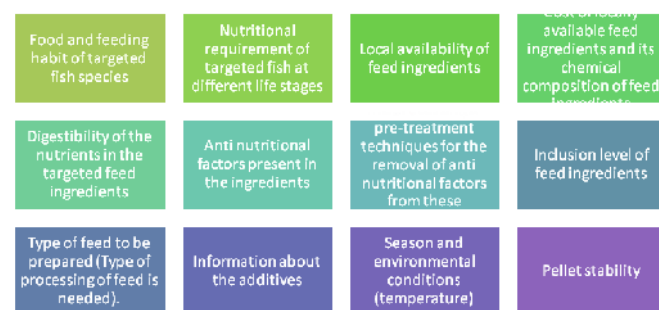 Food and feeding
habit of targeted
fish species
Nutritional
requirement of
targeted fish at
different life stages
Local availability of
feed ingredients
Cost of locally
available feed
ingredients and its
chemical
composition of feed
ingredients
Digestibility of the
nutrients in the
targeted feed
ingredients
Anti nutritional
factors present in
the ingredients
pre-treatment
techniques for the
removal of anti
nutritional factors
from these
Inclusion level of
feed ingredients
Type of feed to be
prepared (Type of
processing of feed is
needed).
Information about
the additives
Season and
environmental
conditions
(temperature)
Pellet stability